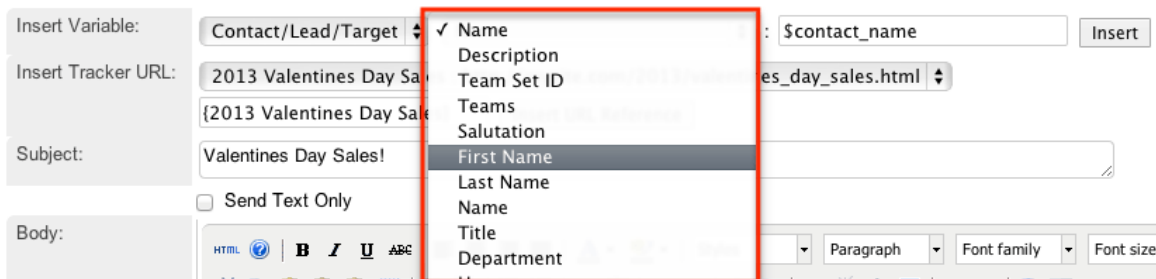 Insert Variable: Contact/Lead/Target ✓ Name : $contact_name Insert
Description
Insert Tracker URL: 2013 Valentines Day Sa es_day_sales.html
Team Set ID
Teams
{2013 Valentines Day Sale
Salutation
Subject: Valentines Day Sales! First Name
Last Name
Send Text Only
Name
Title
Body:
HTML B I U ABC Paragraph Font family Font size
Department